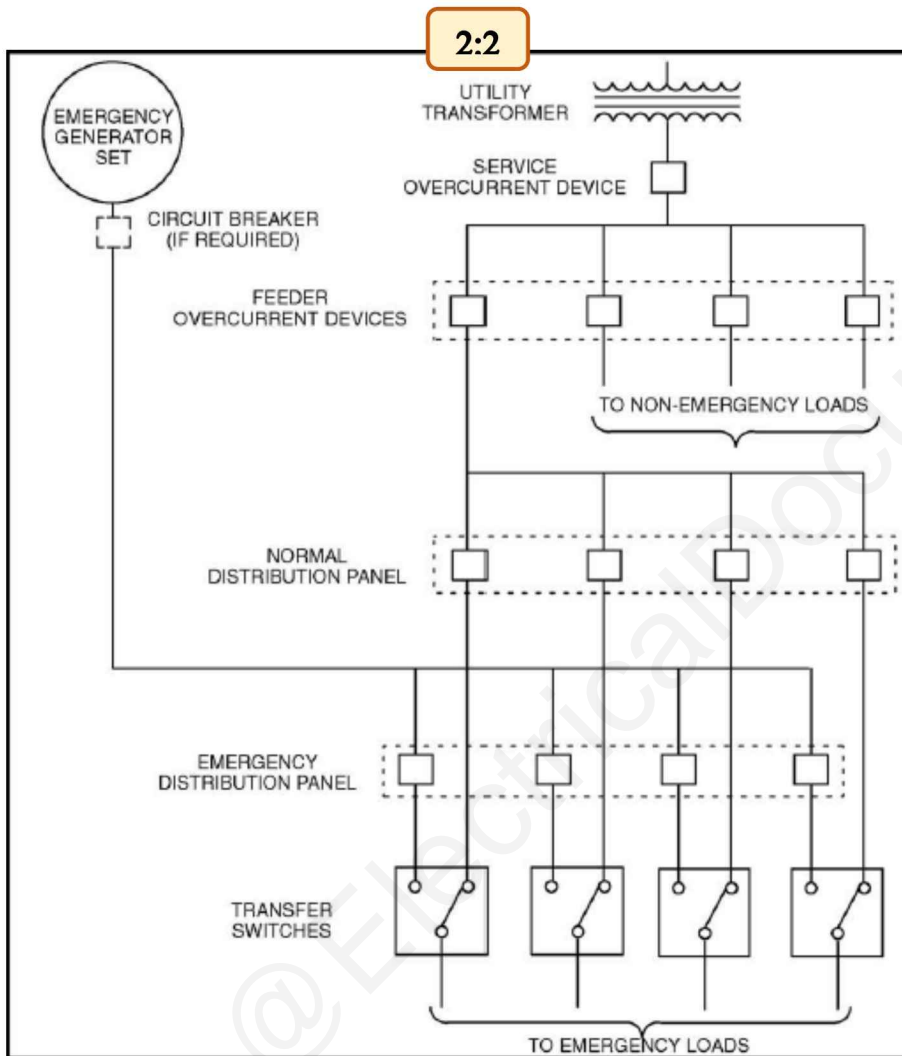 2:2
EMERGENCY
GENERATOR
SET
UTILITY
TRANSFORMER
SERVICE
OVERCURRENT DEVICE
CIRCUIT BREAKER
(IF REQUIRED)
FEEDER
OVERCURRENT DEVICES
TO NON-EMERGENCY LOADS
NORMAL
DISTRIBUTION PANEL
EMERGENCY
DISTRIBUTION PANEL
TRANSFER
SWITCHES
TO EMERGENCY LOADS